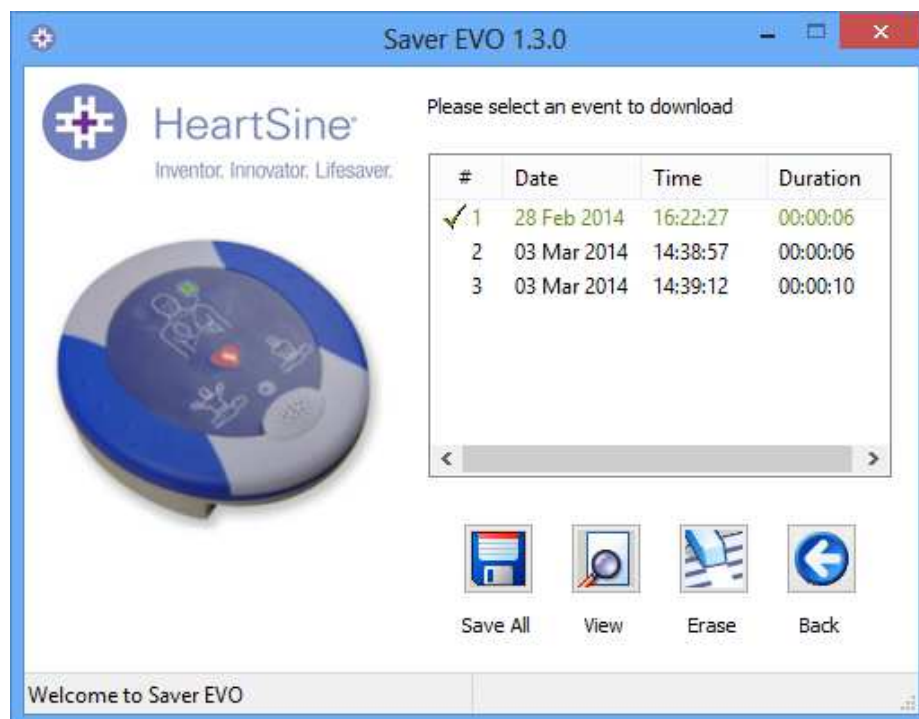 Saver EVO 1.3.0
HeartSine
Inventor. Innovator. Lifesaver.
Please select an event to download
# Date Time Duration
1 28 Feb 2014 16:22:27 00:00:06
2 03 Mar 2014 14:38:57 00:00:06
3 03 Mar 2014 14:39:12 00:00:10
Save All View Erase Back
Welcome to Saver EVO